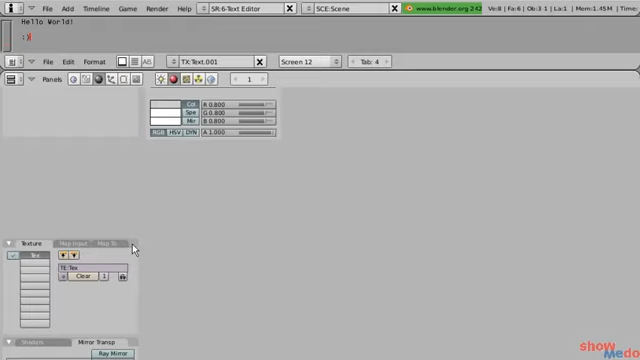 Hello World!
:)
File Add Timeline Game Render Help SR:6-Text Editor SCE:Scene www.blender.org 242 Ve:8 | Fa:6 | Ob:3-1 | La:1 | Mem:1.45M
File Edit Format TX:Text.001 Screen 12 Tab: 4
Panels 1
Col R 0.800
Spe G 0.800
Mir B 0.800
RGB HSV DYN A 1.000
Texture Map Input Map To
Tex
TE:Tex
Clear 1
Shaders Mirror Transp
Ray Mirror
show
Medo